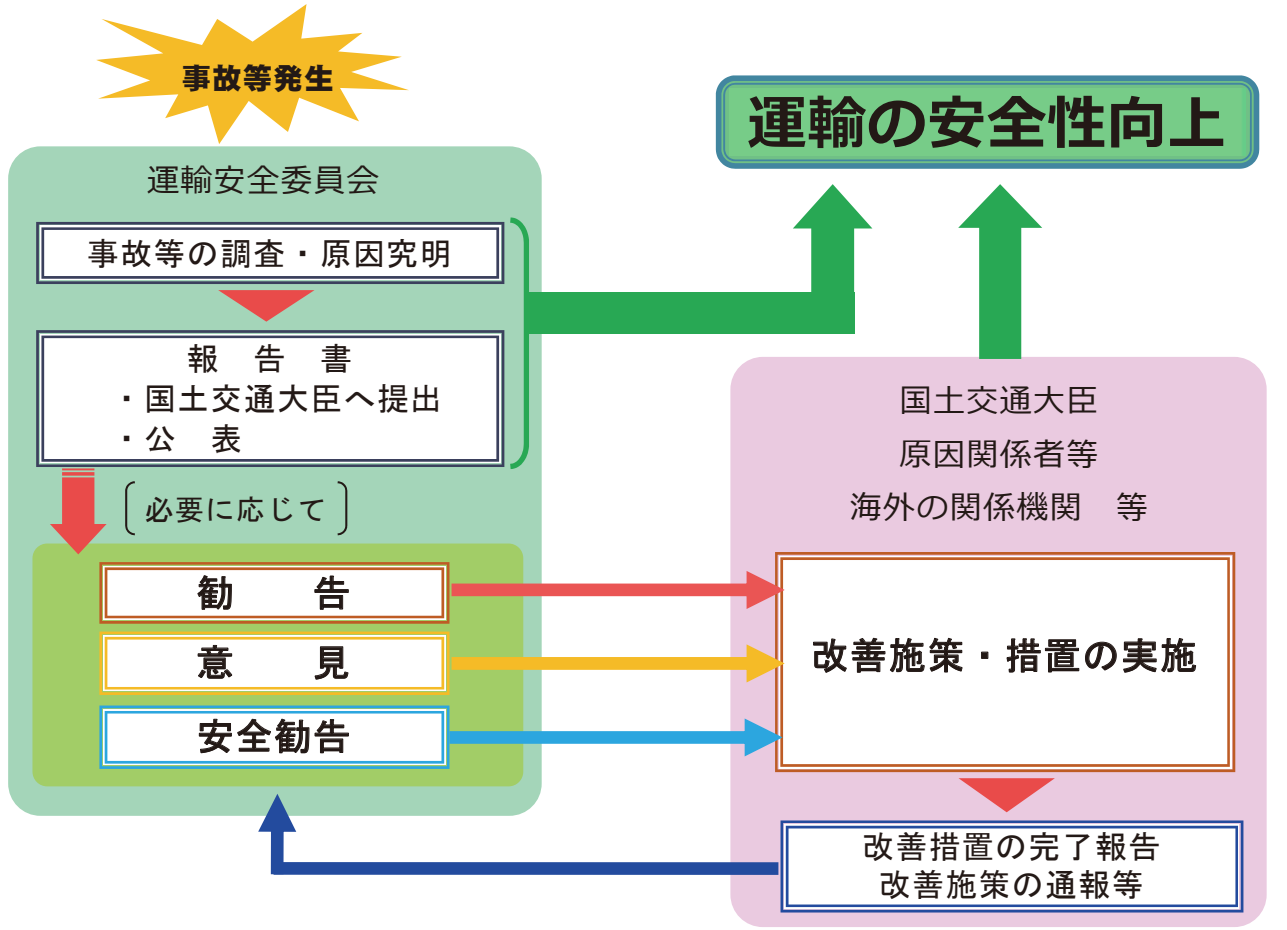 事故等発生
運輸の安全性向上
運輸安全委員会
事故等の調査・原因究明
報　告　書
・国土交通大臣へ提出
・公　表
〔必要に応じて〕
勧　　告
意　　見
安全勧告
国土交通大臣
原因関係者等
海外の関係機関　等
改善施策・措置の実施
改善措置の完了報告
改善施策の通報等